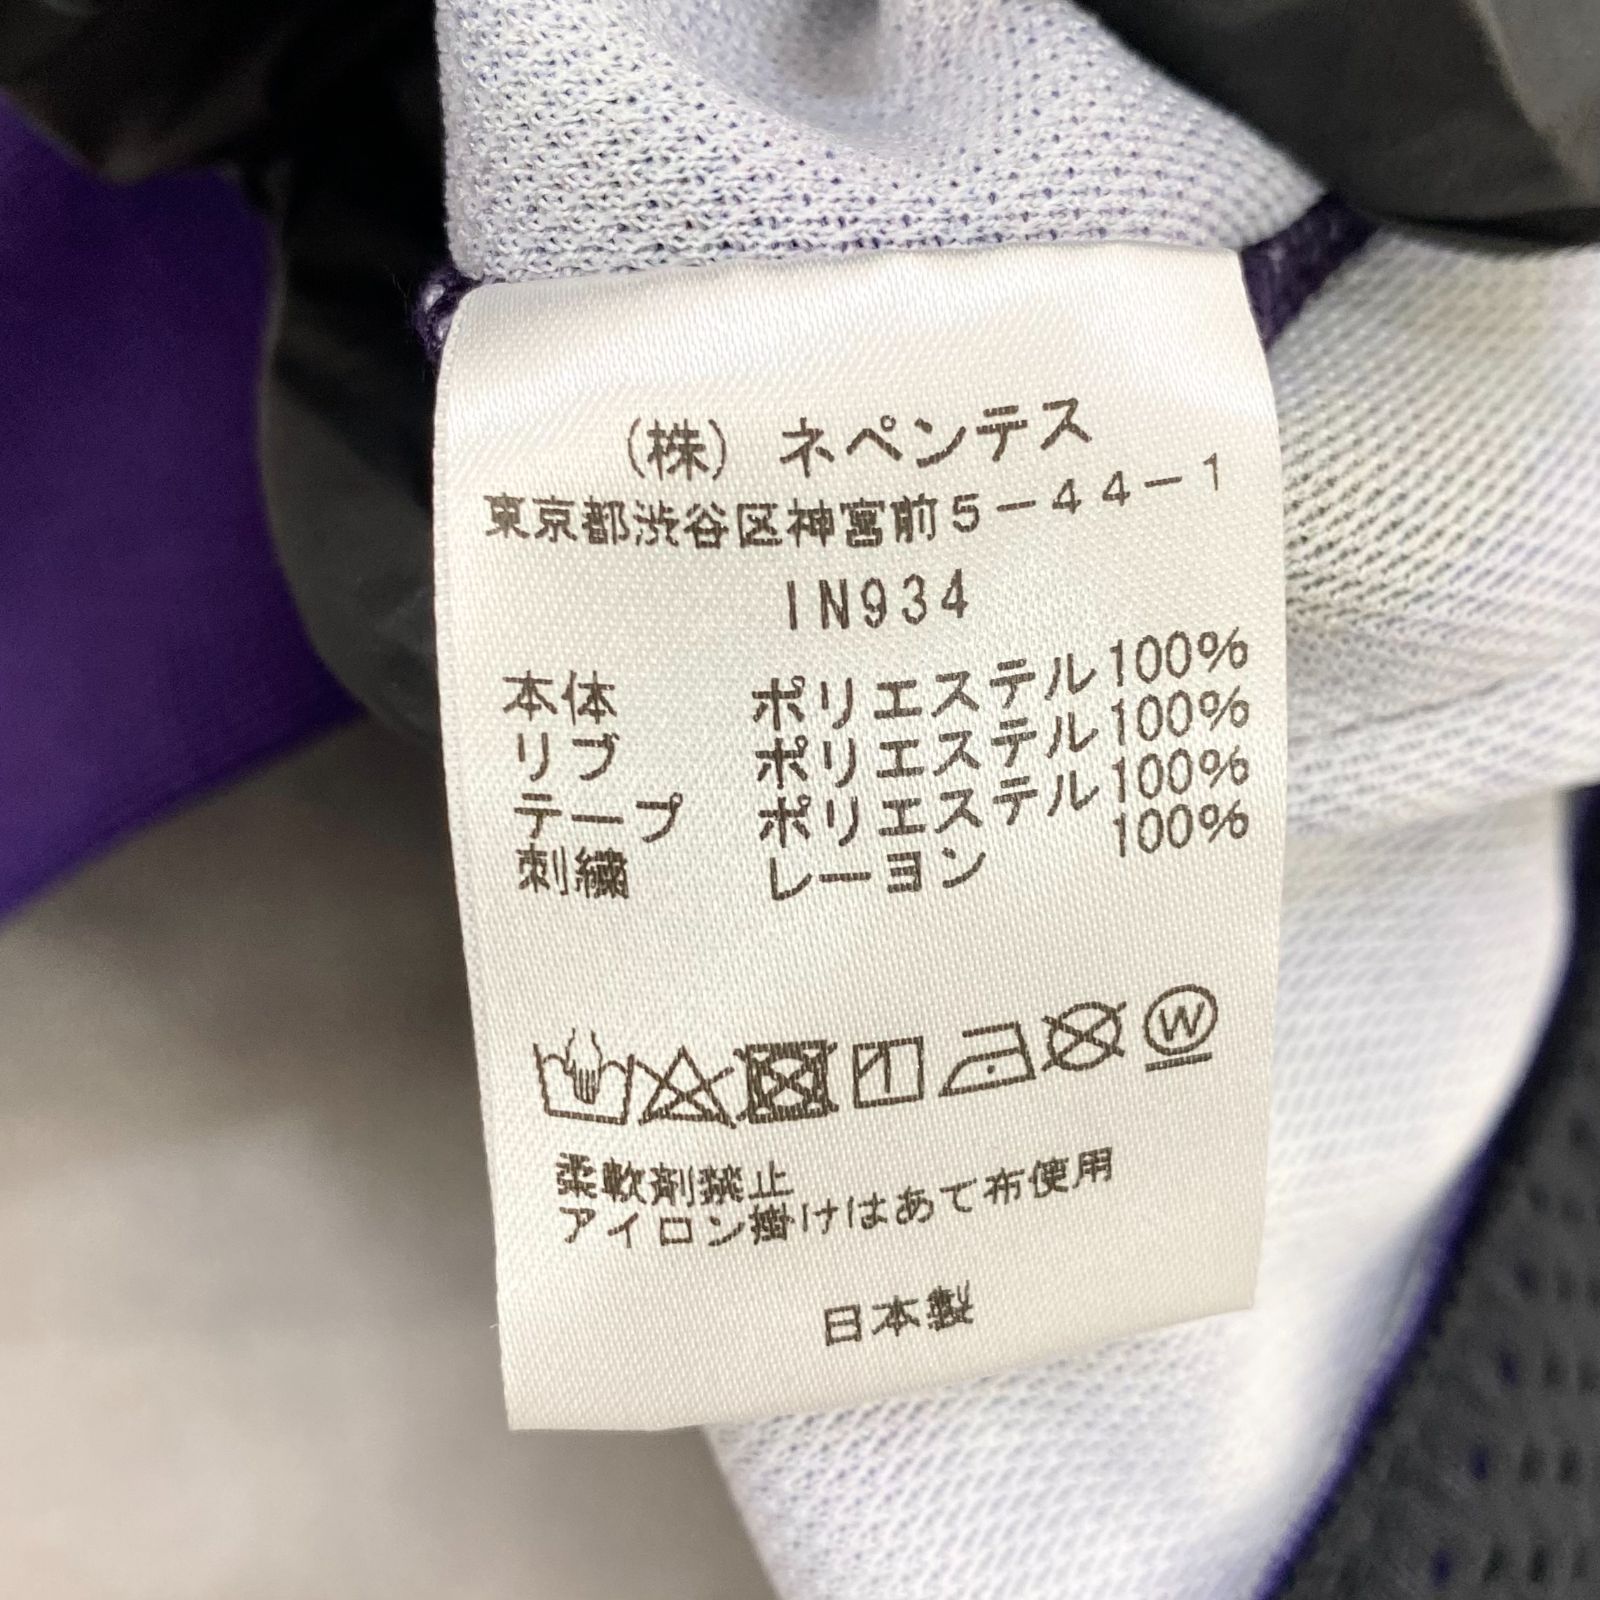 (株) ネペンテス
東京都渋谷区神宮前5-44-1
IN934
本体 ポリエステル100%
リブ ポリエステル100%
テープ ポリエステル100%
刺繍 レーヨン 100%
W
柔軟剤禁止
アイロン掛けはあて布使用
日本製